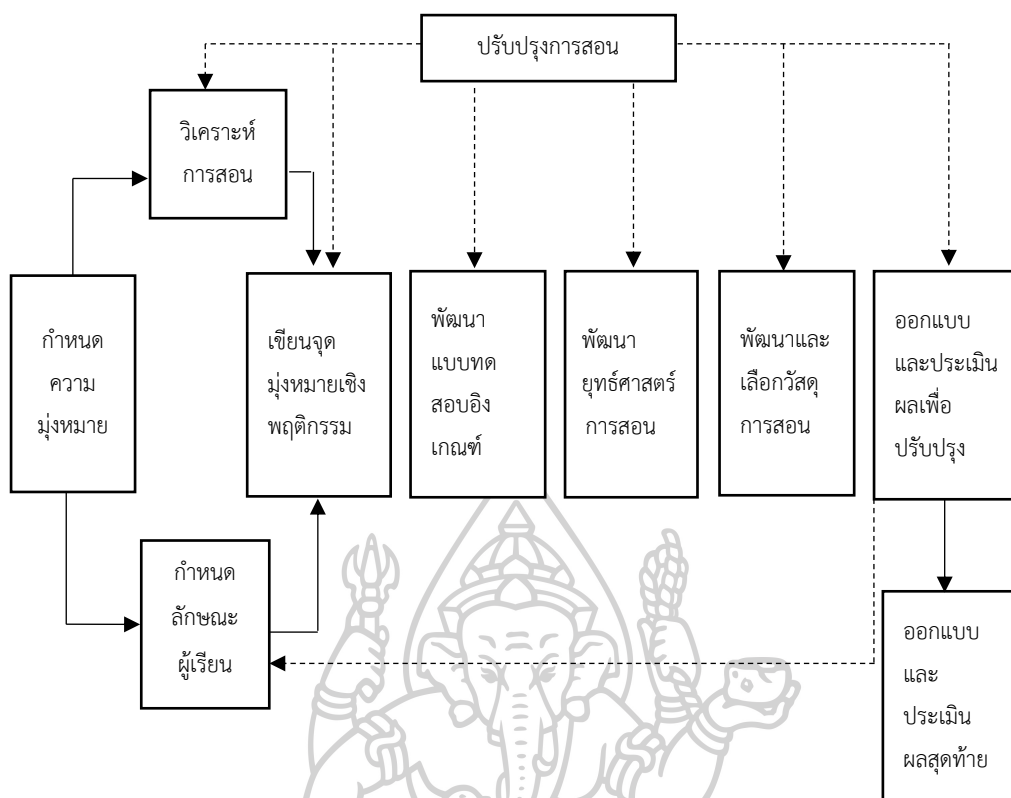 ปรับปรุงการสอน
วิเคราะห์
การสอน
กำหนด
ความ
มุ่งหมาย
เขียนจุด
มุ่งหมายเชิง
พฤติกรรม
พัฒนา
แบบทด
สอบอิง
เกณฑ์
พัฒนา
ยุทธ์ศาสตร์
การสอน
พัฒนาและ
เลือกวัสดุ
การสอน
ออกแบบ
และประเมิน
ผลเพื่อ
ปรับปรุง
กำหนด
ลักษณะ
ผู้เรียน
ออกแบบ
และ
ประเมิน
ผลสุดท้าย